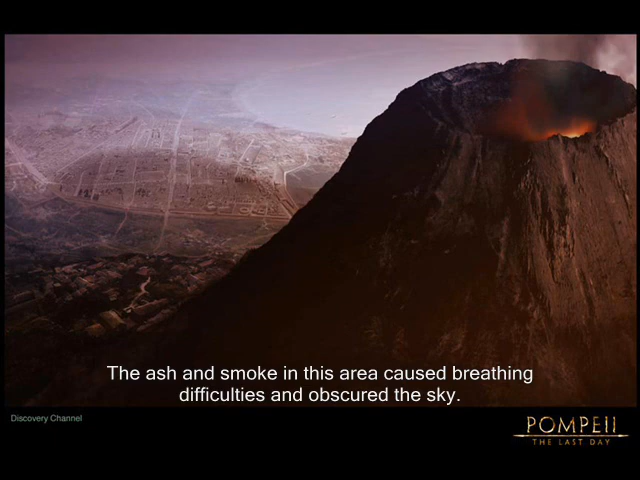 The ash and smoke in this area caused breathing
difficulties and obscured the sky.
Discovery Channel
POMPEII
THE LAST DAY